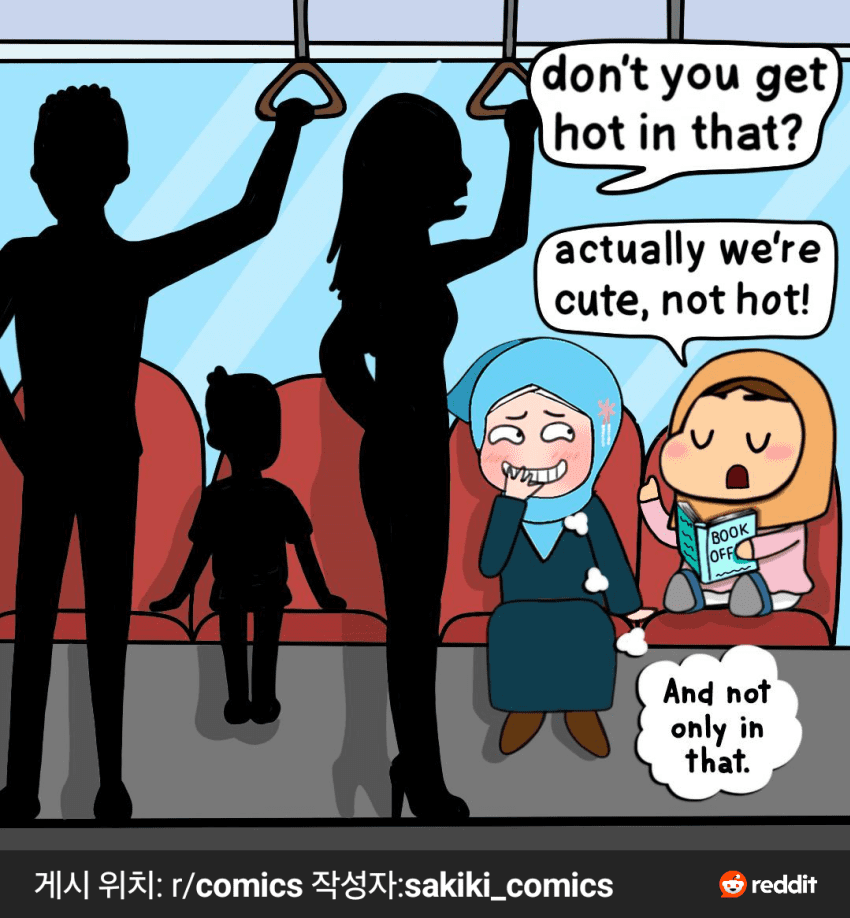 don't you get
hot in that?
actually we're
cute, not hot!
BOOK
OFF
And not
only in
that.
게시 위치: r/comics 작성자:sakiki_comics
reddit